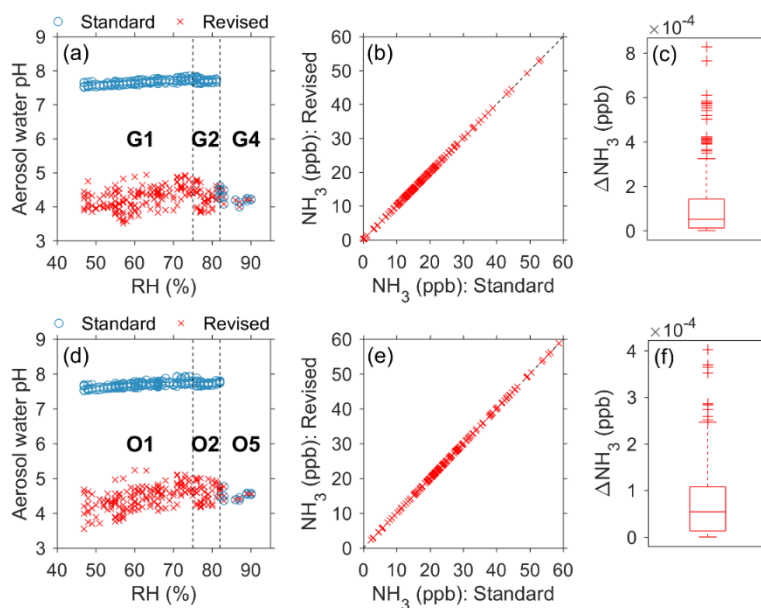 ○ Standard × Revised
(a)
Aerosol water pH
9
8
7
6
5
4
3
G1 G2 G4
40 50 60 70 80 90
RH (%)
(b)
NH3 (ppb): Revised
60
50
40
30
20
10
0
0 10 20 30 40 50 60
NH3 (ppb): Standard
(c)
×10-4
ΔNH3 (ppb)
8
6
4
2
0
○ Standard × Revised
(d)
Aerosol water pH
9
8
7
6
5
4
3
O1 O2 O5
40 50 60 70 80 90
RH (%)
(e)
NH3 (ppb): Revised
60
50
40
30
20
10
0
0 10 20 30 40 50 60
NH3 (ppb): Standard
(f)
×10-4
ΔNH3 (ppb)
4
3
2
1
0